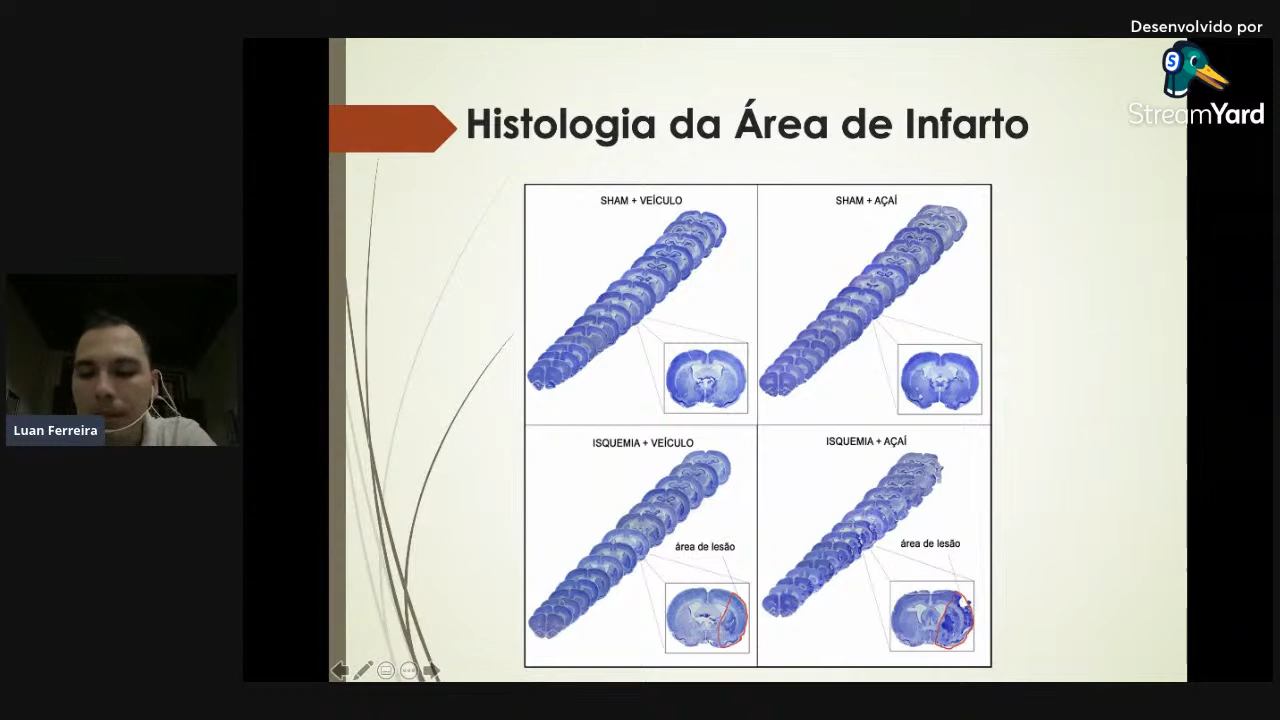 Desenvolvido por
StreamYard
Histologia da Área de Infarto
SHAM + VEÍCULO
SHAM + AÇAÍ
ISQUEMIA + VEÍCULO
ISQUEMIA + AÇAÍ
área de lesão
área de lesão
Luan Ferreira